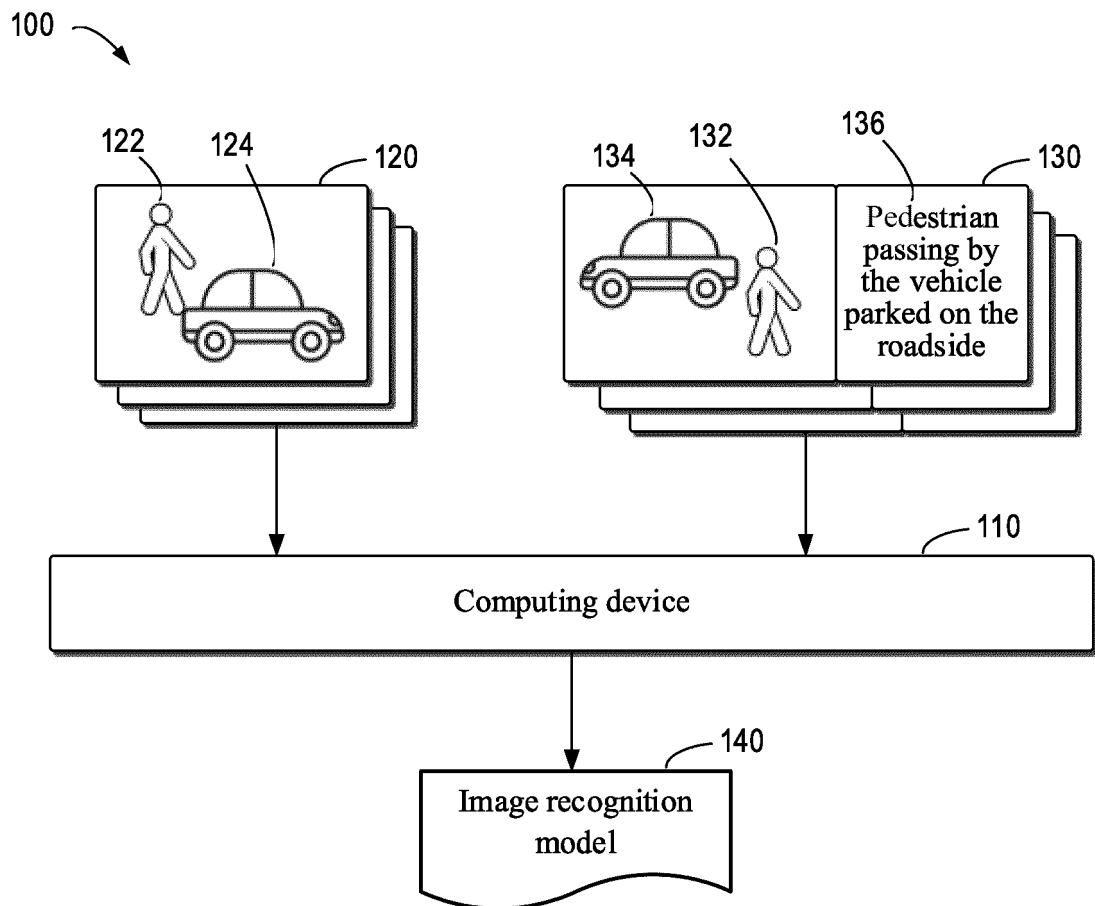 100
122
124
120
134
132
136
130
Pedestrian
passing by
the vehicle
parked on the
roadside
110
Computing device
140
Image recognition
model